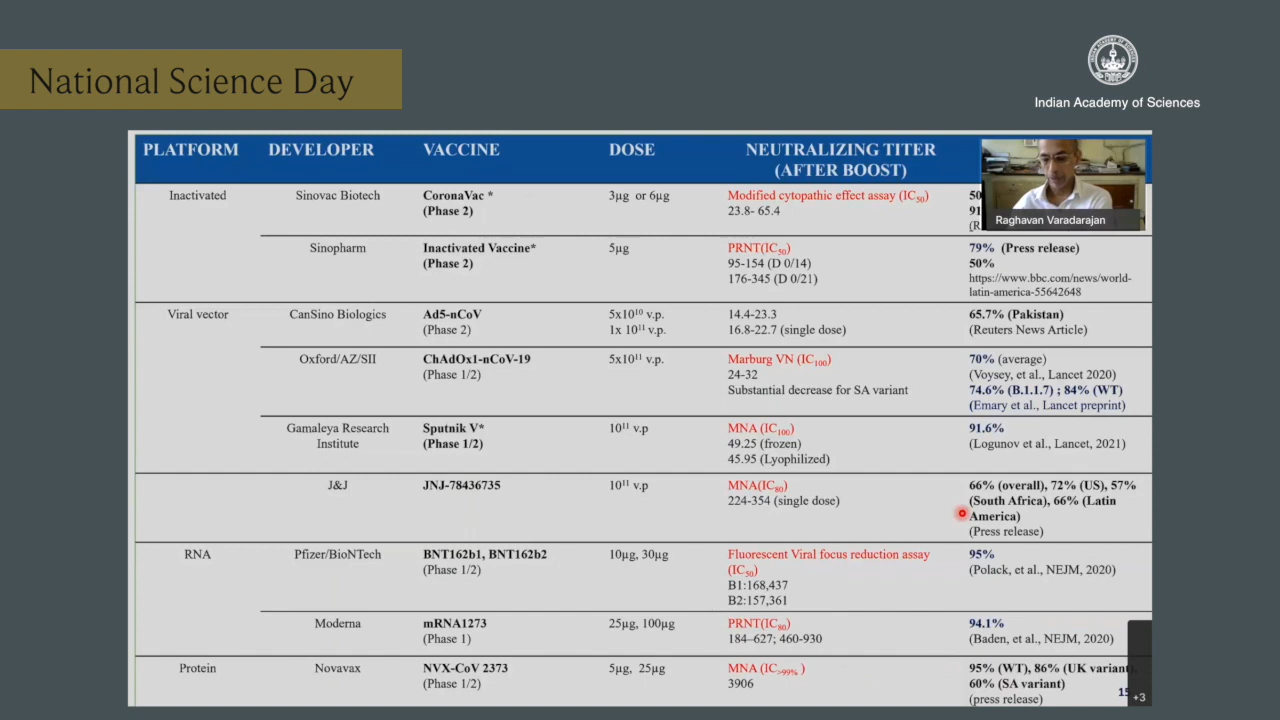 National Science Day
Indian Academy of Sciences
PLATFORM DEVELOPER VACCINE DOSE NEUTRALIZING TITER
(AFTER BOOST)
Raghavan Varadarajan
Inactivated Sinovac Biotech CoronaVac * 3µg or 6µg Modified cytopathic effect assay (IC50) 50
(Phase 2) 23.8- 65.4 91
(R
Sinopharm Inactivated Vaccine* 5µg PRNT(IC50) 79% (Press release)
(Phase 2) 95-154 (D 0/14) 50%
176-345 (D 0/21) https://www.bbc.com/news/world-
latin-america-55642648
Viral vector CanSino Biologics Ad5-nCoV 5x10¹⁰ v.p. 14.4-23.3 65.7% (Pakistan)
(Phase 2) 1x 10¹¹ v.p. 16.8-22.7 (single dose) (Reuters News Article)
Oxford/AZ/SII ChAdOx1-nCoV-19 5x10¹¹ v.p. Marburg VN (IC100) 70% (average)
(Phase 1/2) 24-32 (Voysey, et al., Lancet 2020)
Substantial decrease for SA variant 74.6% (B.1.1.7) ; 84% (WT)
(Emary et al., Lancet preprint)
Gamaleya Research Sputnik V* 10¹¹ v.p MNA (IC100) 91.6%
Institute (Phase 1/2) 49.25 (frozen) (Logunov et al., Lancet, 2021)
45.95 (Lyophilized)
J&J JNJ-78436735 10¹¹ v.p MNA(IC80) 66% (overall), 72% (US), 57%
224-354 (single dose) (South Africa), 66% (Latin
America)
(Press release)
RNA Pfizer/BioNTech BNT162b1, BNT162b2 10µg, 30µg Fluorescent Viral focus reduction assay 95%
(Phase 1/2) (IC50) (Polack, et al., NEJM, 2020)
B1:168,437
B2:157,361
Moderna mRNA1273 25µg, 100µg PRNT(IC80) 94.1%
(Phase 1) 184–627; 460-930 (Baden, et al., NEJM, 2020)
Protein Novavax NVX-CoV 2373 5µg, 25µg MNA (IC>99% ) 95% (WT), 86% (UK variant),
(Phase 1/2) 3906 60% (SA variant)
(press release)
+3